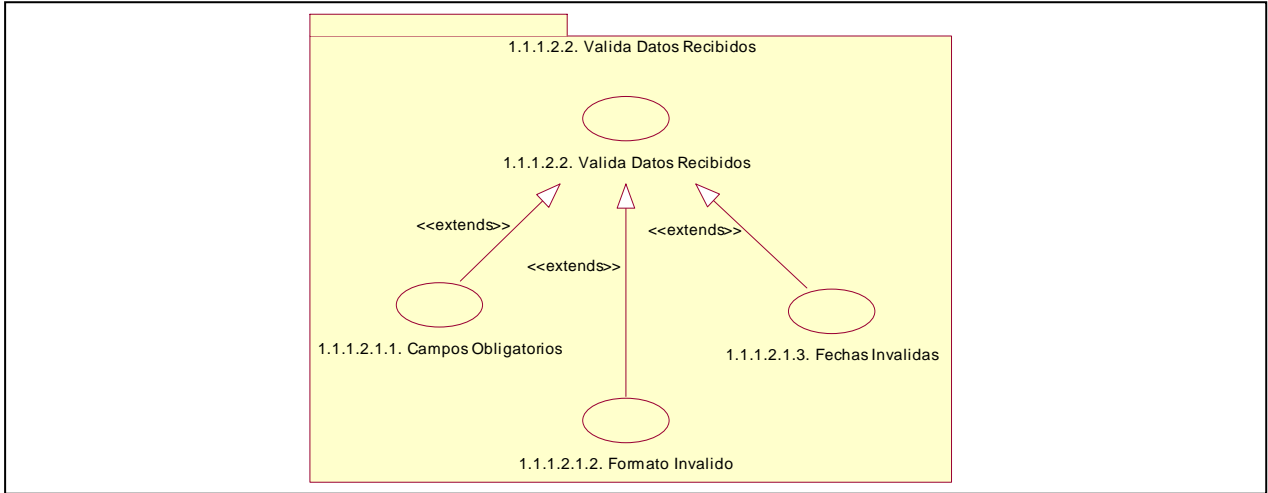 1.1.1.2.2. Valida Datos Recibidos
1.1.1.2.2. Valida Datos Recibidos
<<extends>>
<<extends>>
<<extends>>
1.1.1.2.1.1. Campos Obligatorios
1.1.1.2.1.3. Fechas Invalidas
1.1.1.2.1.2. Formato Invalido